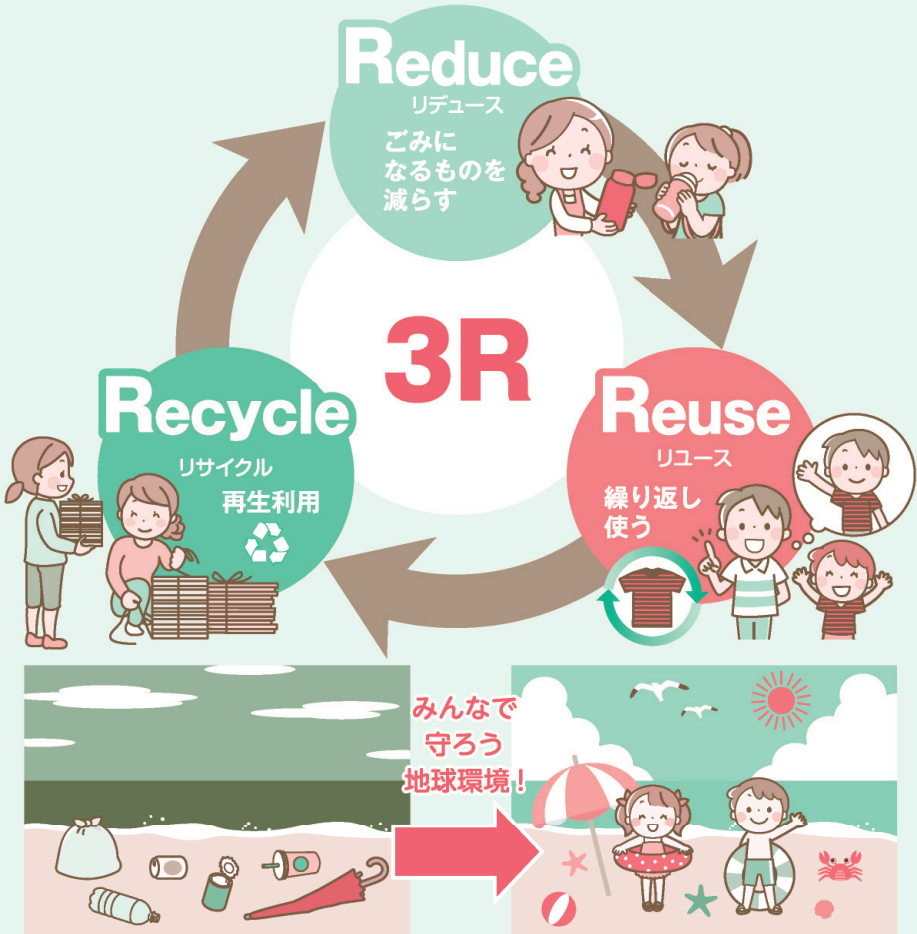 Reduce
リデュース
ごみに
なるものを
減らす
3R
Reuse
リユース
繰り返し
使う
Recycle
リサイクル
再生利用
みんなで
守ろう
地球環境!